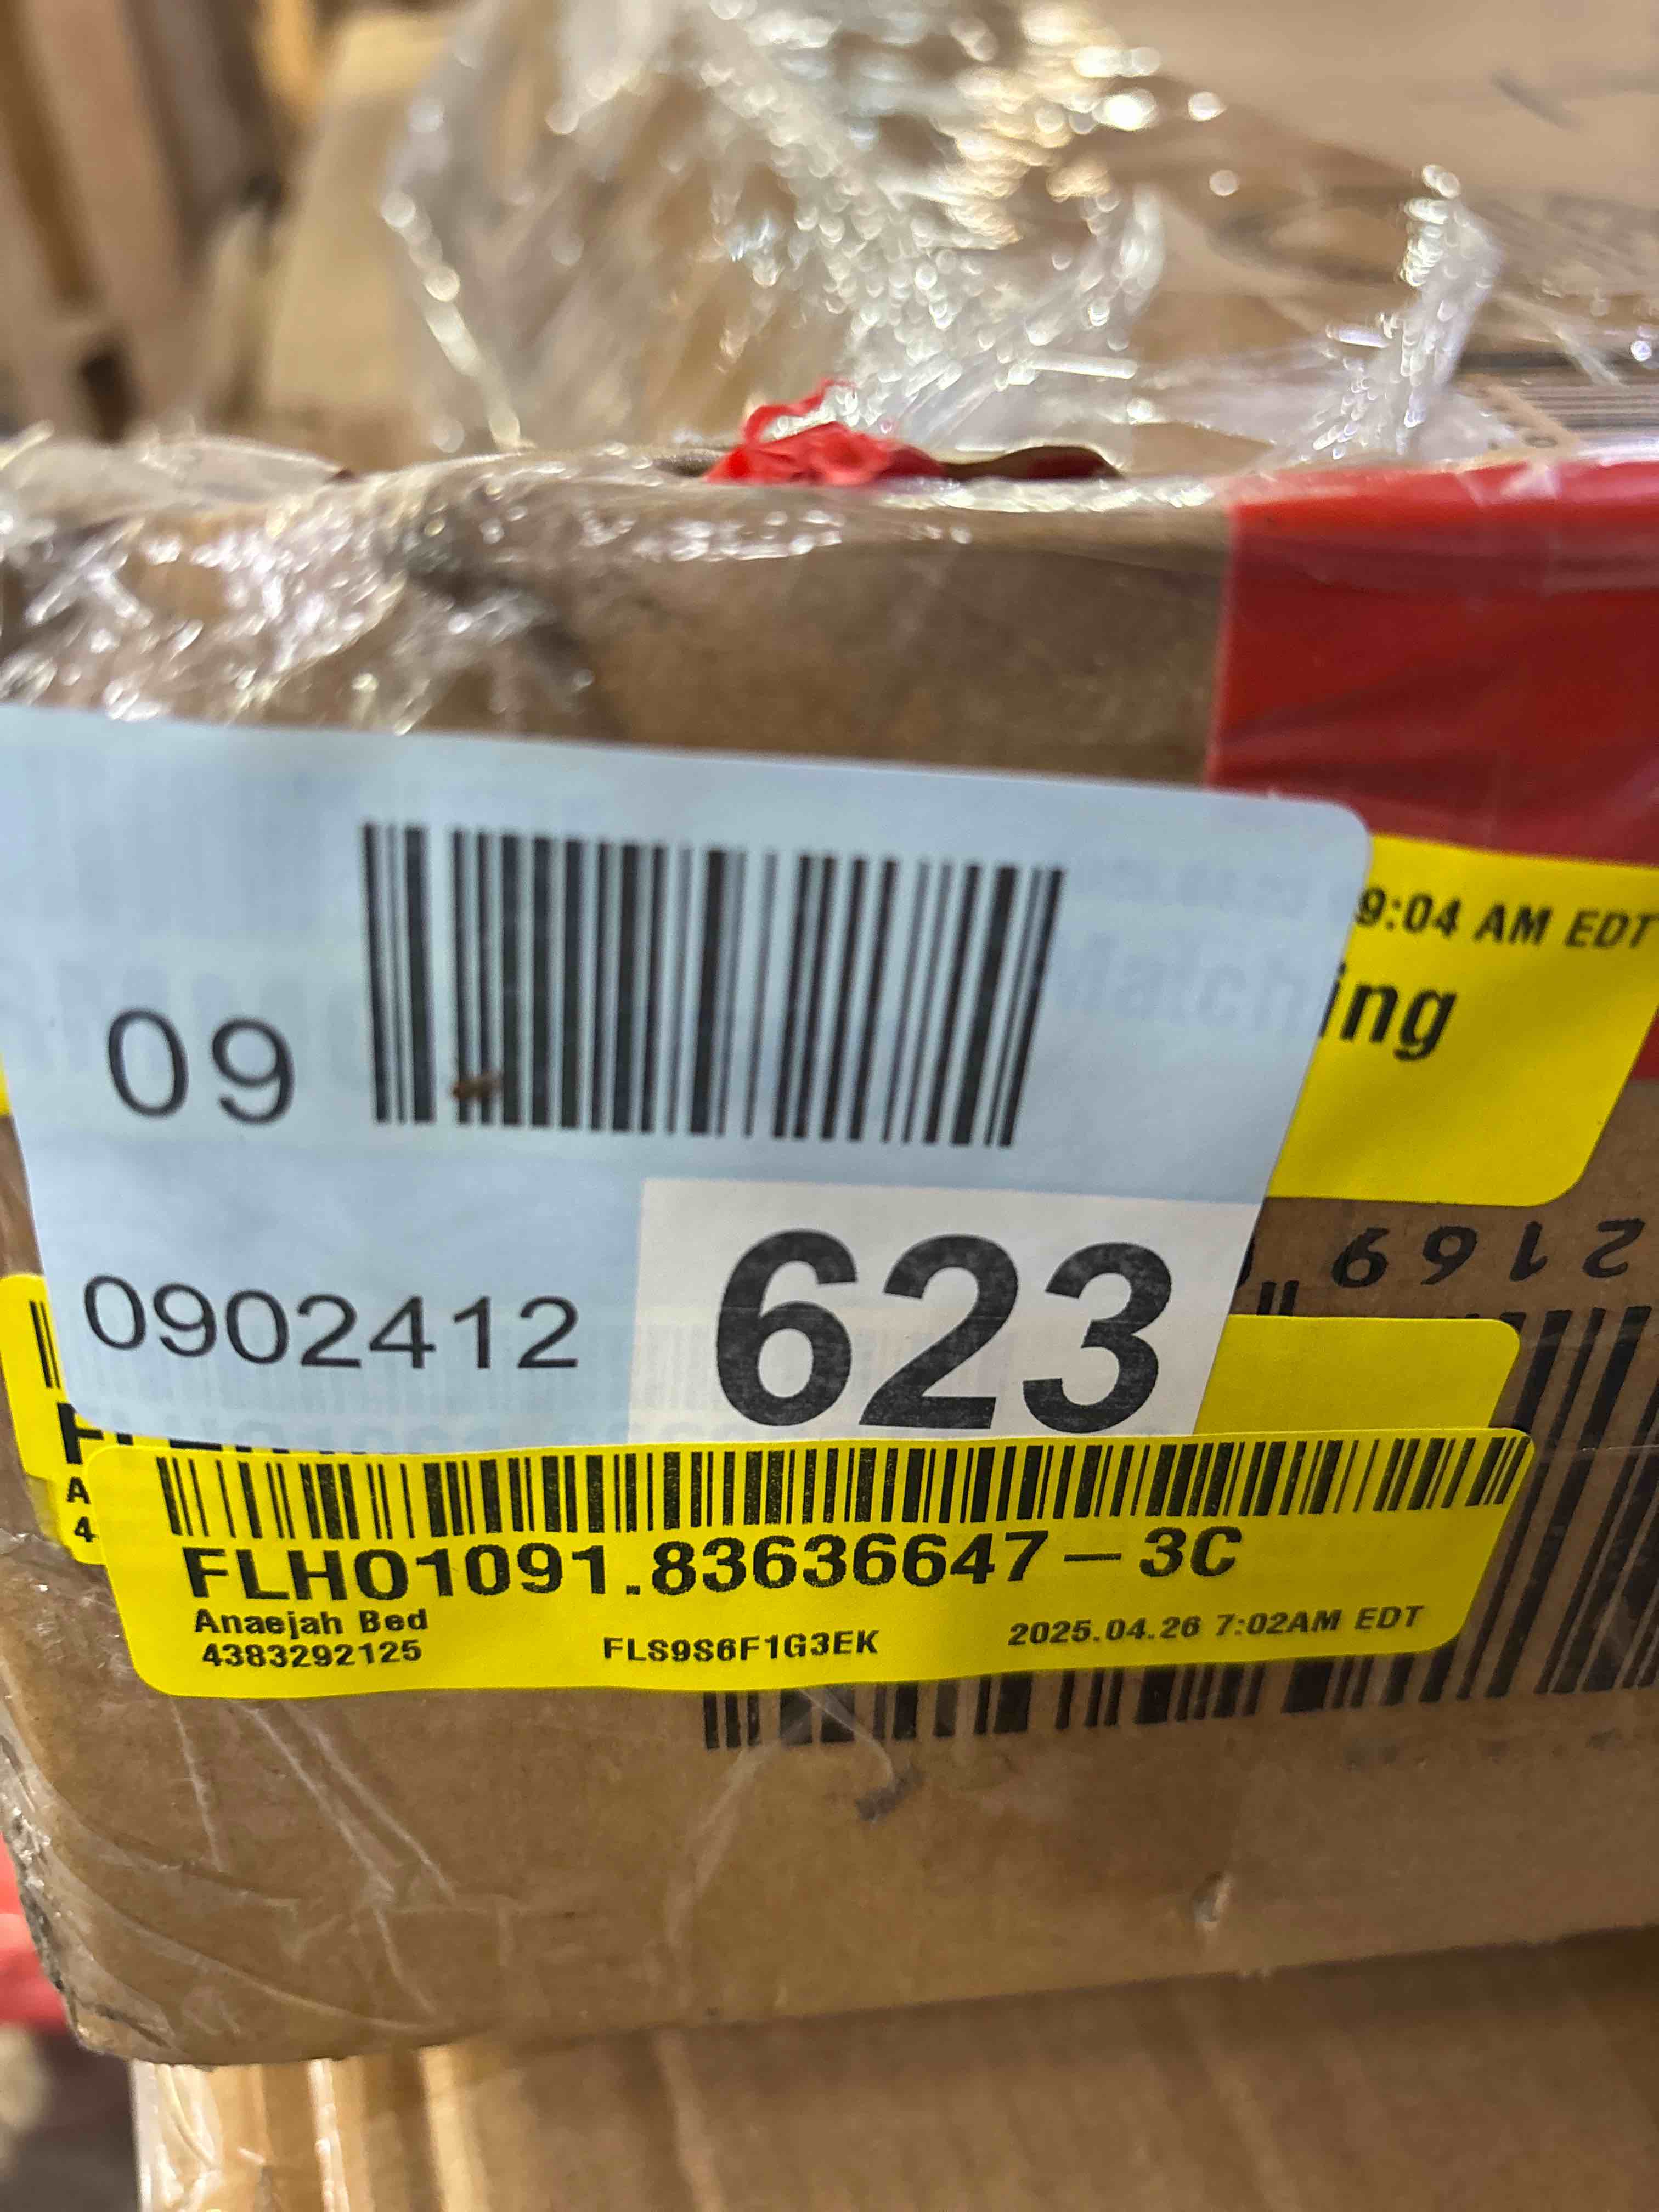 9:04 AM EDT
ing
09
0902412
623
2169
FLH01091.83636647-3C
Anaejah Bed
4383292125
FLS9S6F1G3EK
2025.04.26 7:02AM EDT